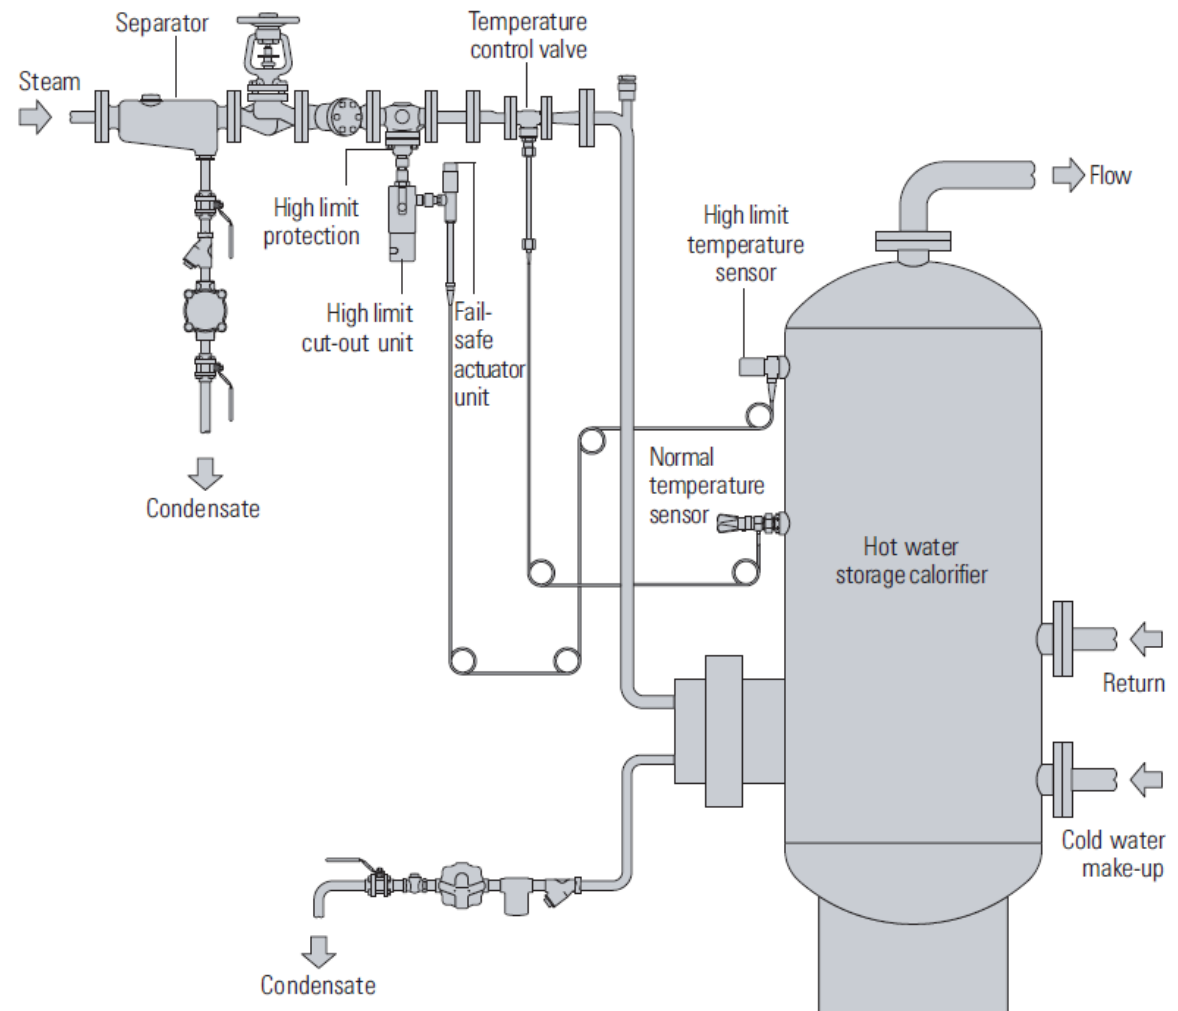 Separator
Temperature
control valve
Steam
High limit
protection
High limit
cut-out unit
Fail-
safe
actuator
unit
High limit
temperature
sensor
Flow
Normal
temperature
sensor
Hot water
storage calorifier
Condensate
Return
Cold water
make-up
Condensate